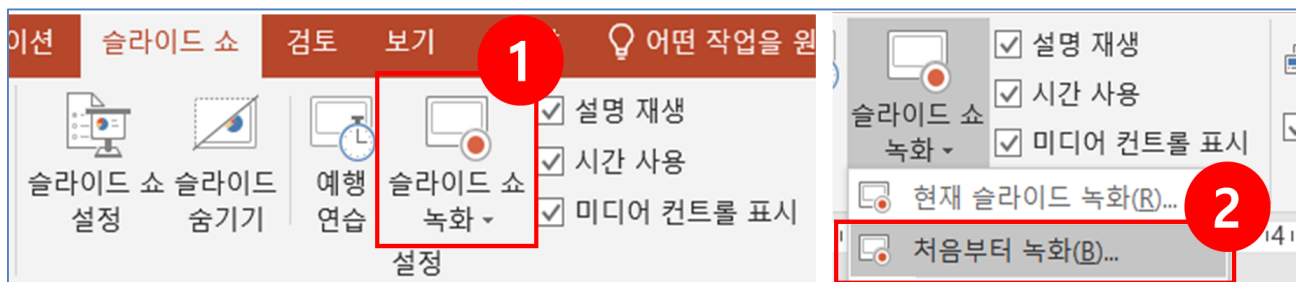 이션 슬라이드 쇼 검토 보기 어떤 작업을 원
1
슬라이드 쇼 설정
슬라이드 숨기기
예행 연습
슬라이드 쇼 녹화
설명 재생
시간 사용
미디어 컨트롤 표시
설정
슬라이드 쇼 녹화
설명 재생
시간 사용
미디어 컨트롤 표시
현재 슬라이드 녹화(R)...
2
처음부터 녹화(B)...
4